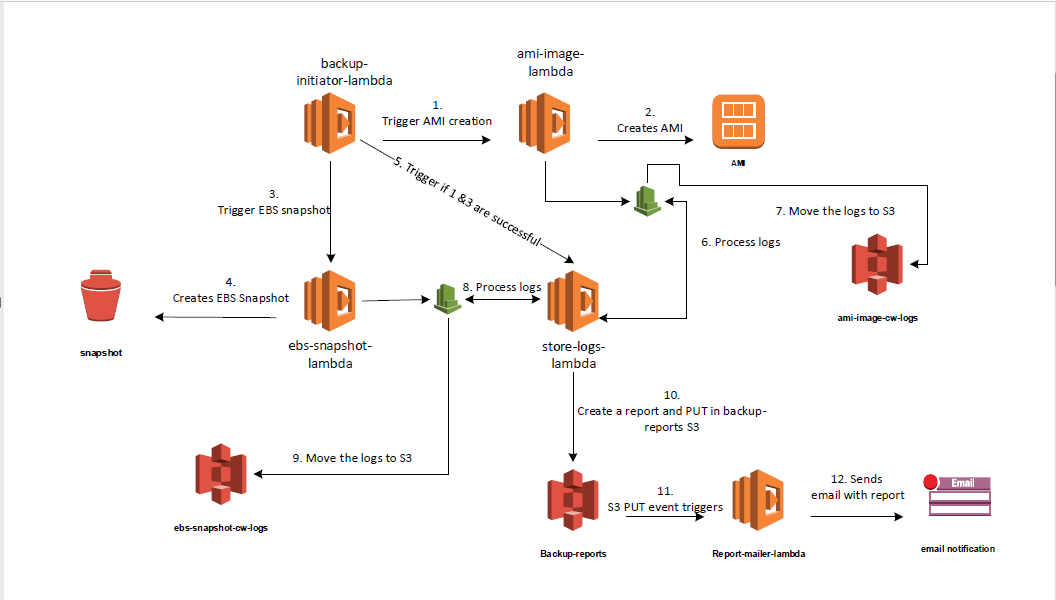 backup-
initiator-lambda
ami-image-
lambda
1.
Trigger AMI creation
2.
Creates AMI
AMI
5. Trigger if 1 &3 are successful
3.
Trigger EBS snapshot
7. Move the logs to S3
6. Process logs
4.
Creates EBS Snapshot
8. Process logs
ami-image-cw-logs
snapshot
ebs-snapshot-
lambda
store-logs-
lambda
10.
Create a report and PUT in backup-
reports S3
9. Move the logs to S3
11.
S3 PUT event triggers
12. Sends
email with report
Email
ebs-snapshot-cw-logs
Backup-reports
Report-mailer-lambda
email notification